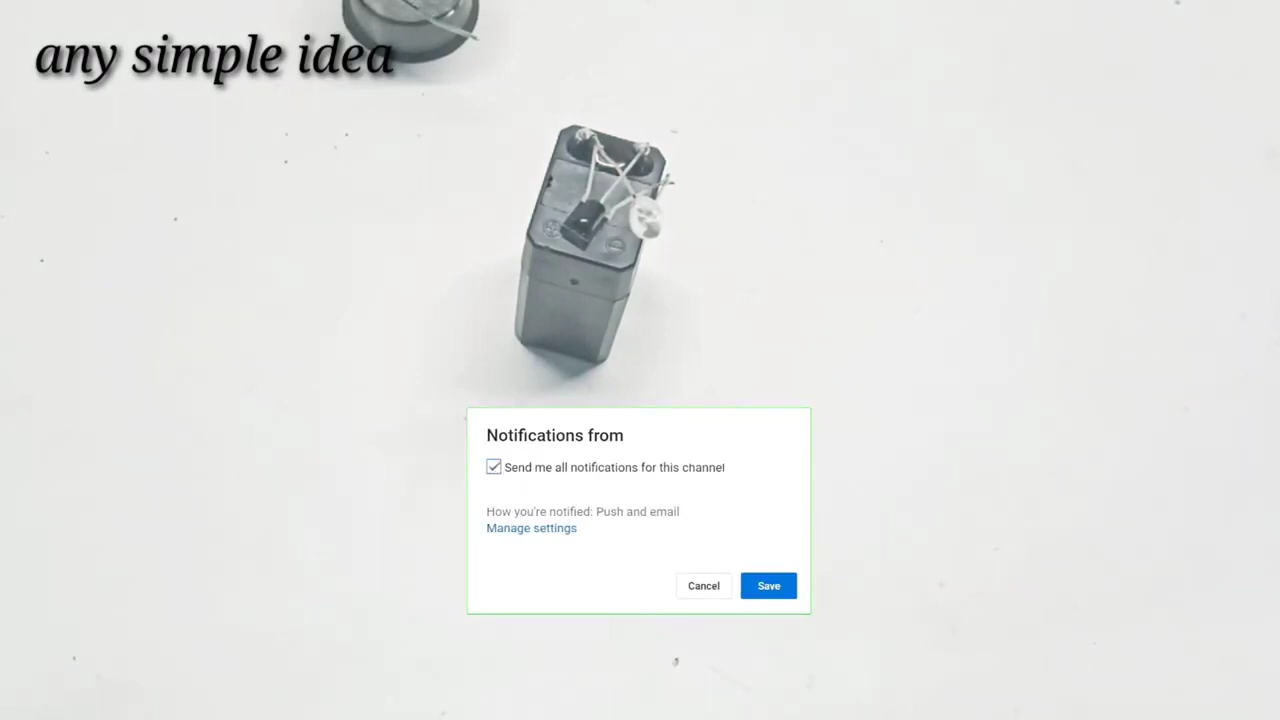 any simple idea
Notifications from
Send me all notifications for this channel
How you're notified: Push and email
Manage settings
Cancel
Save